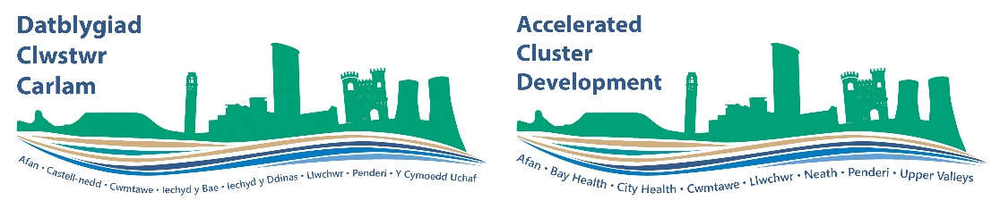 Datblygiad
Clwstwr
Carlam
Afan • Castell-nedd • Cwmtawe • Iechyd y Bae • Iechyd y Ddinas • Llwchwr • Penderi • Y Cymoedd Uchaf
Accelerated
Cluster
Development
Afan • Bay Health • City Health • Cwmtawe • Llwchwr • Neath • Penderi • Upper Valleys